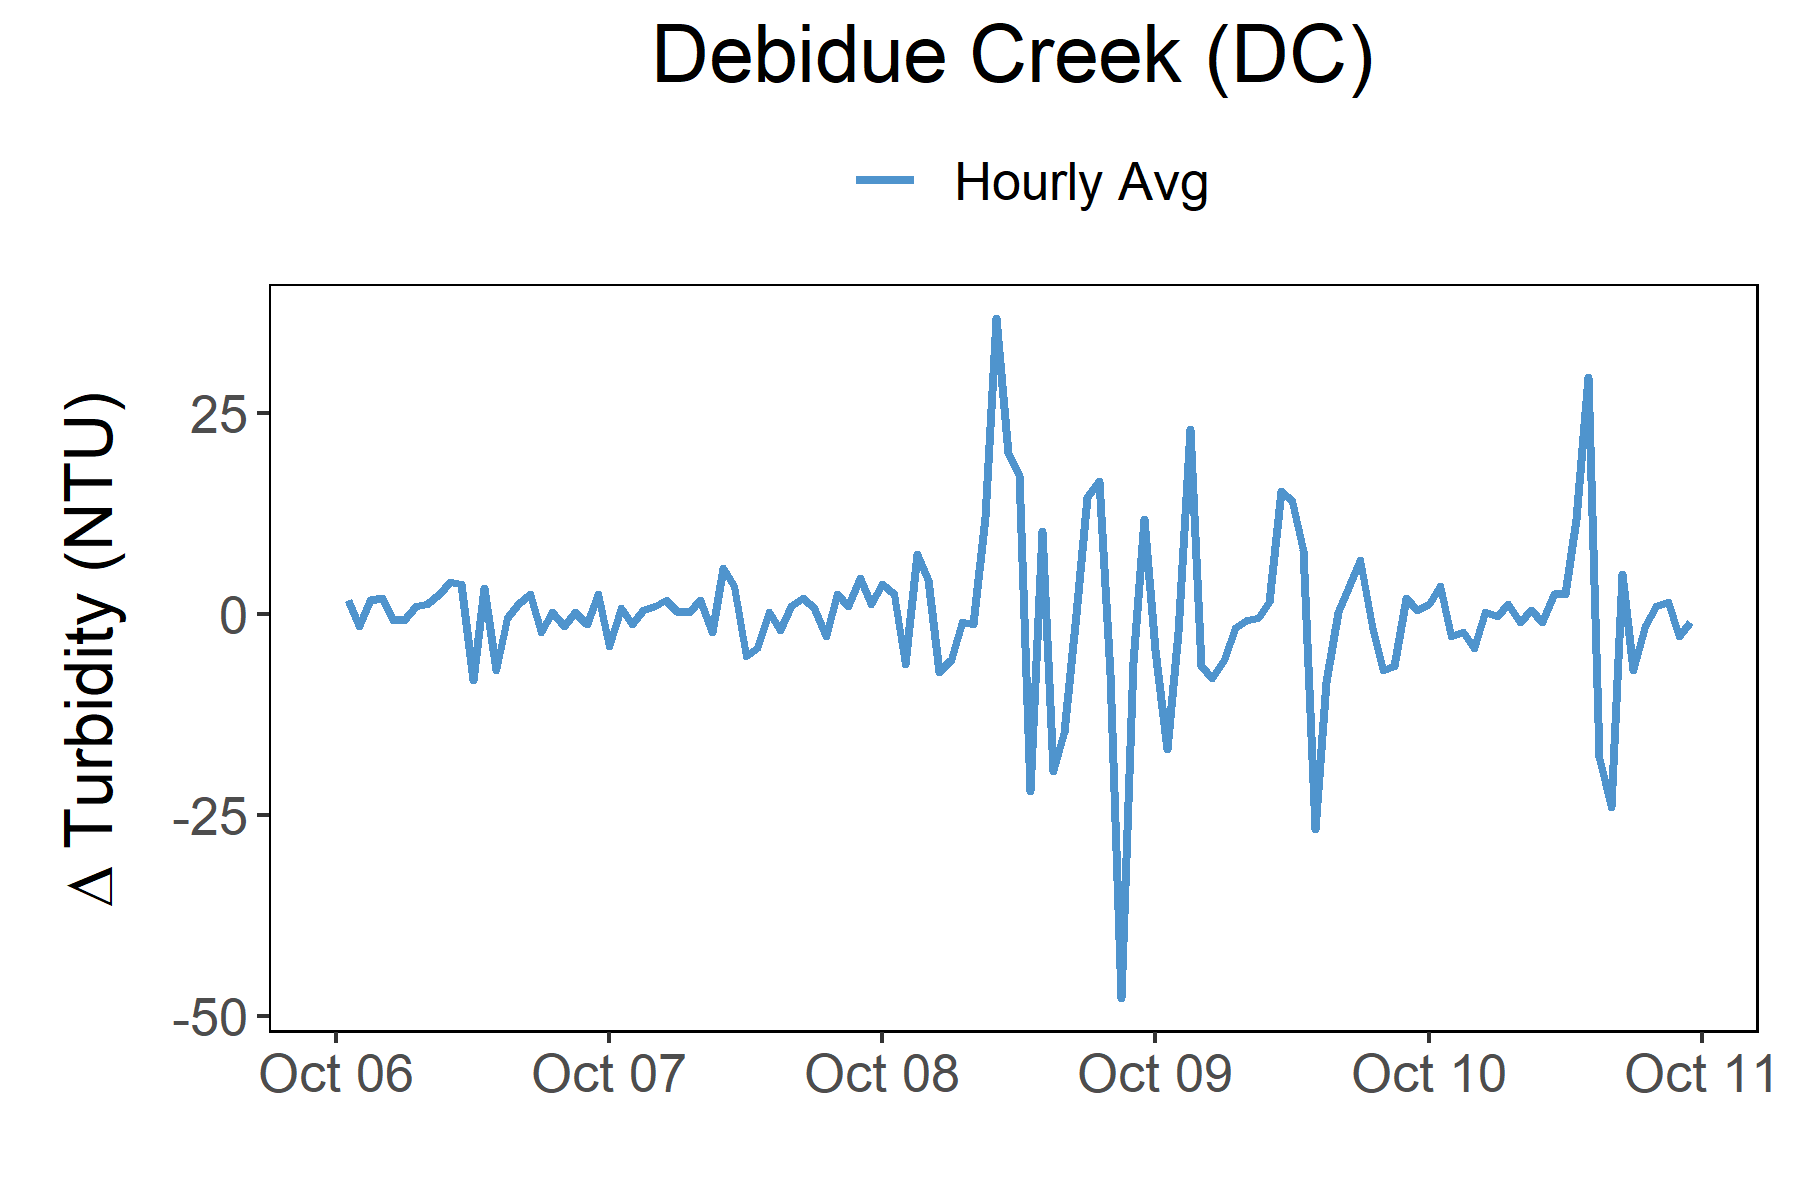 Debidue Creek (DC)
Hourly Avg
Δ Turbidity (NTU)
25
0
-25
-50
Oct 06
Oct 07
Oct 08
Oct 09
Oct 10
Oct 11